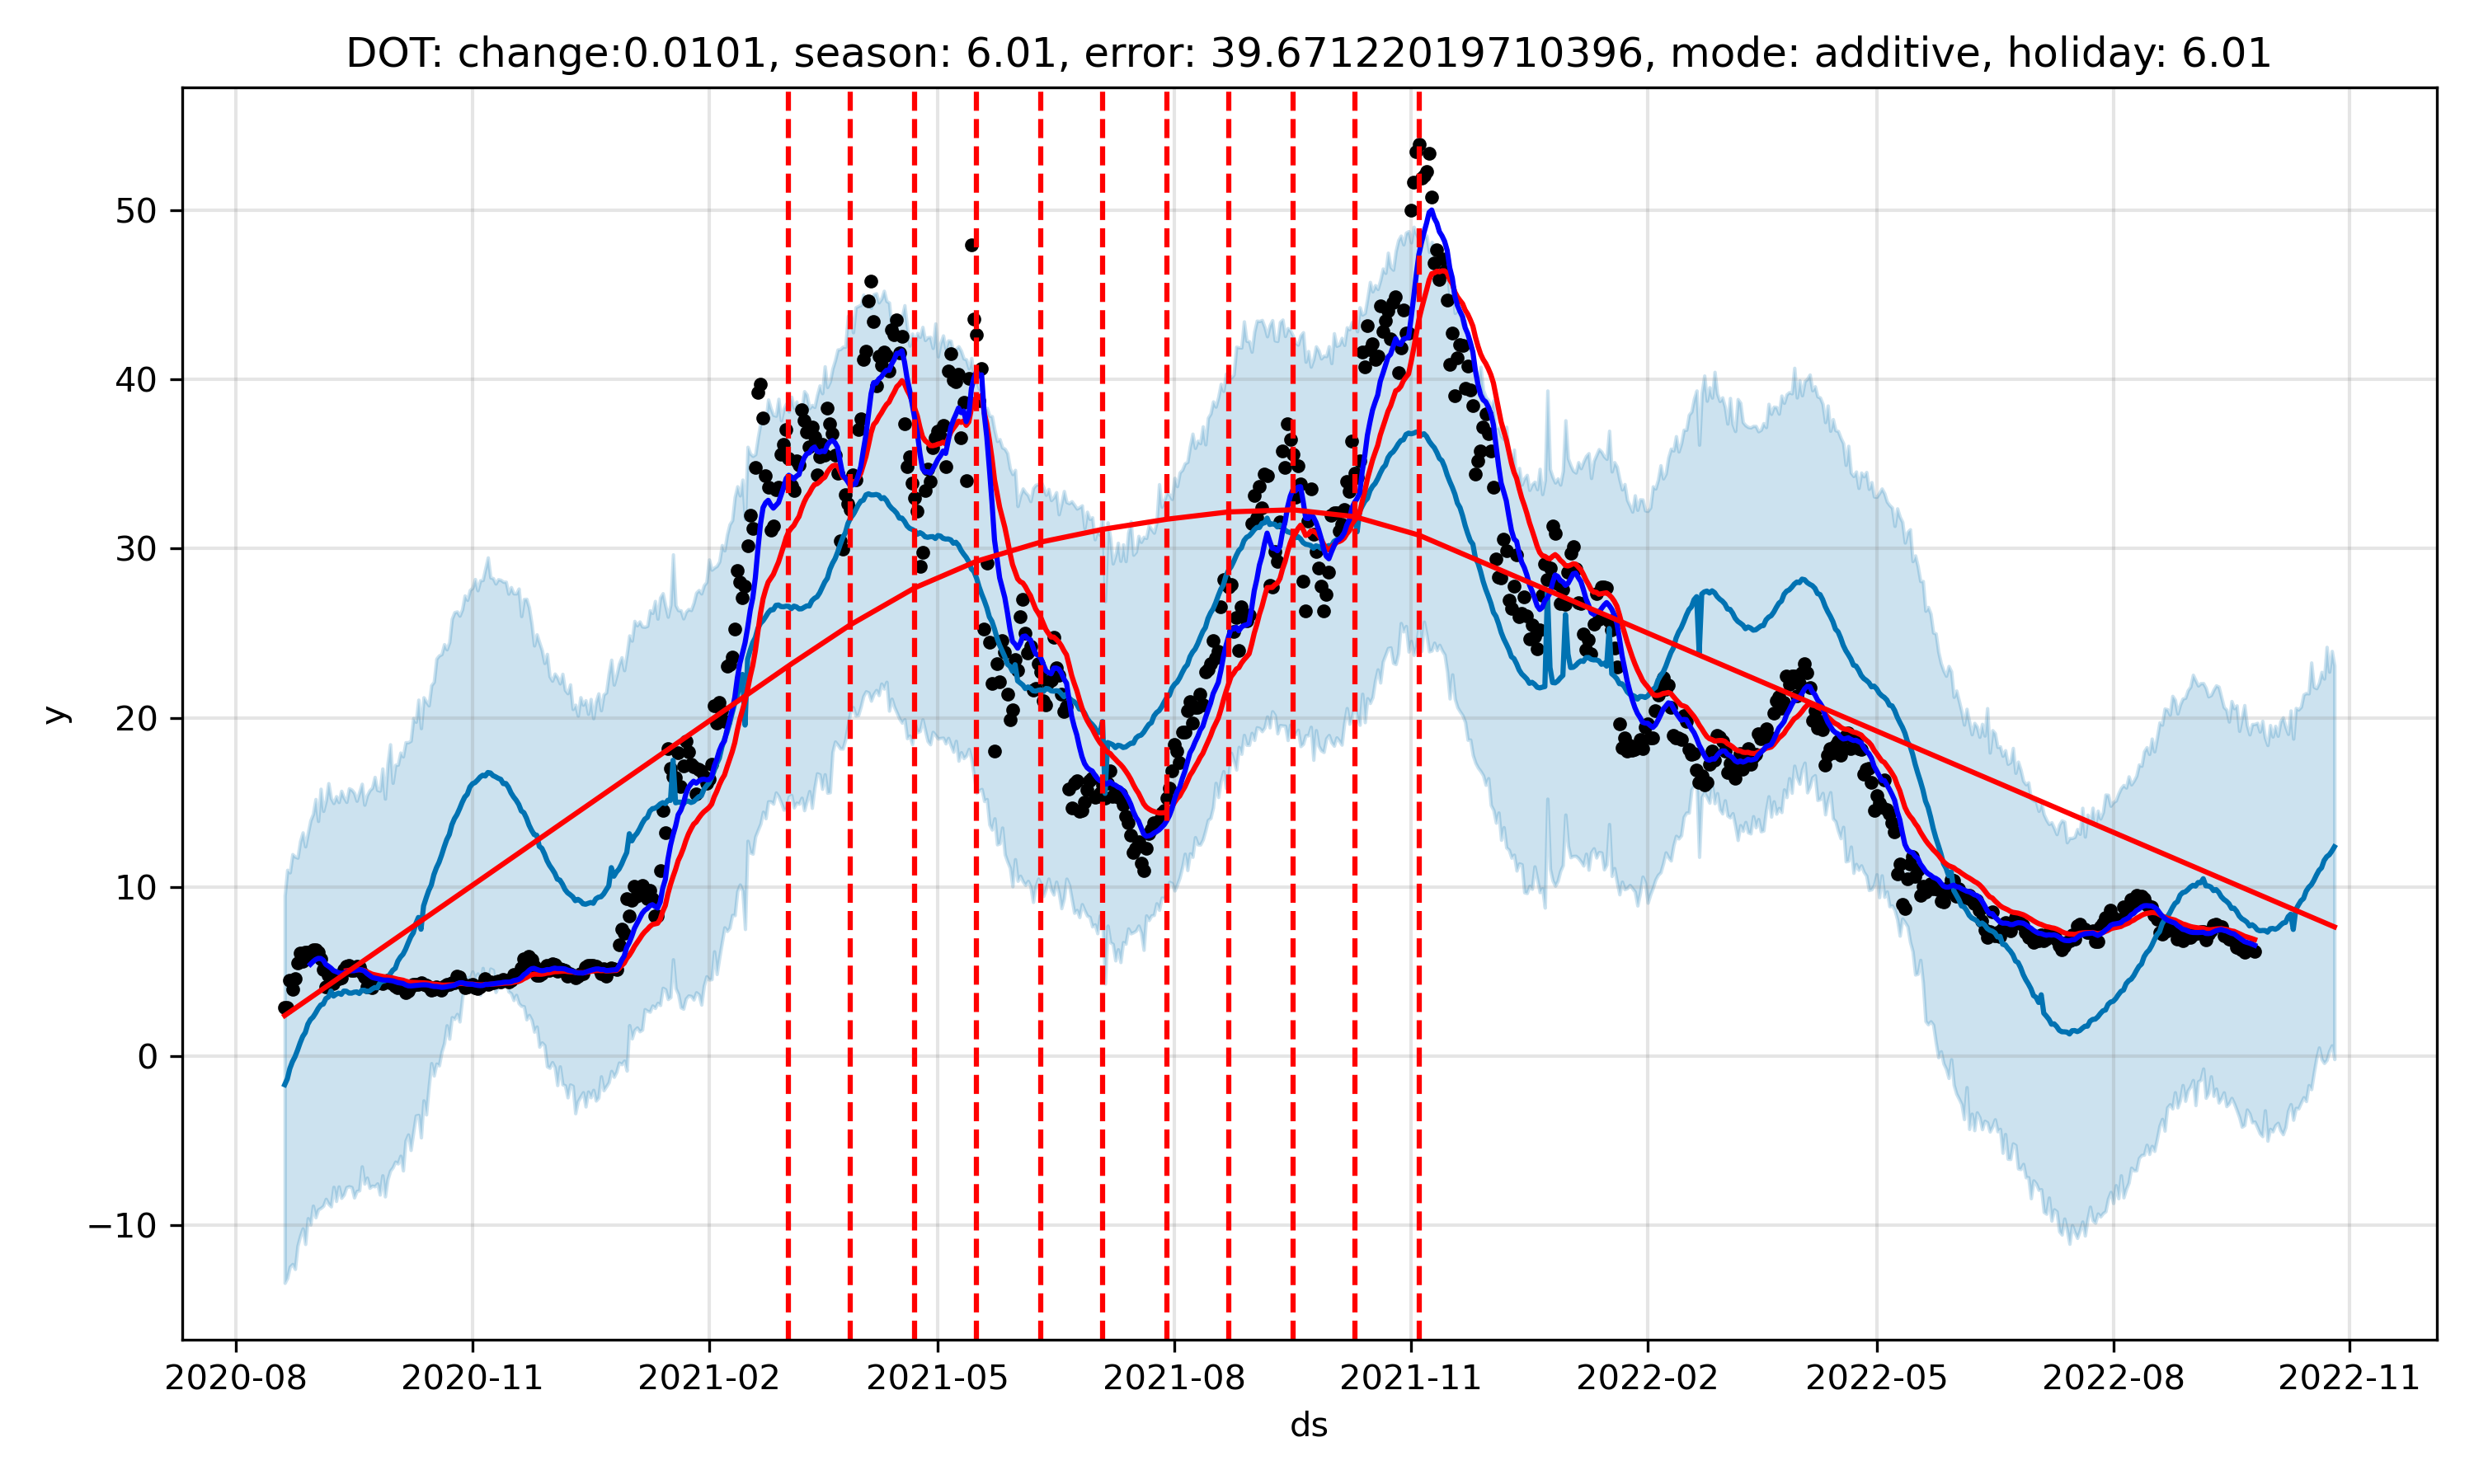 DOT: change:0.0101, season: 6.01, error: 39.67122019710396, mode: additive, holiday: 6.01
y
50
40
30
20
10
0
−10
2020-08 2020-11 2021-02 2021-05 2021-08 2021-11 2022-02 2022-05 2022-08 2022-11
ds